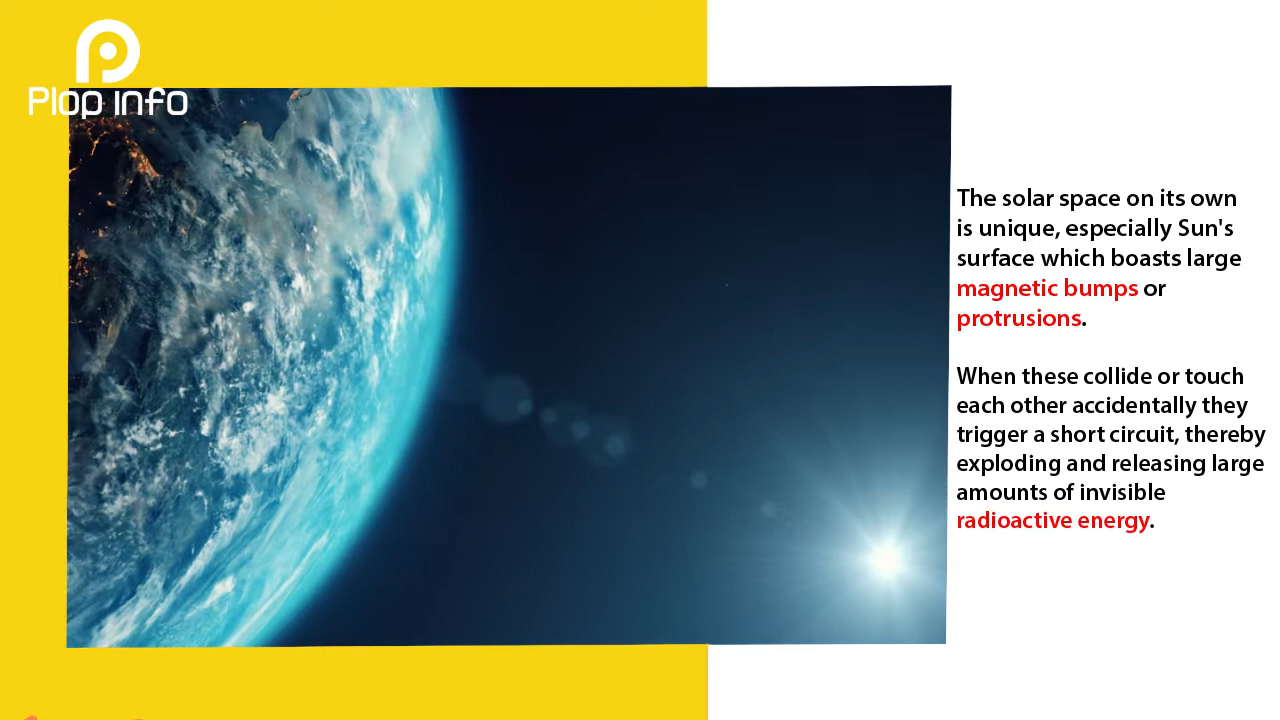 Plop info
The solar space on its own
is unique, especially Sun's
surface which boasts large
magnetic bumps or
protrusions.
When these collide or touch
each other accidentally they
trigger a short circuit, thereby
exploding and releasing large
amounts of invisible
radioactive energy.